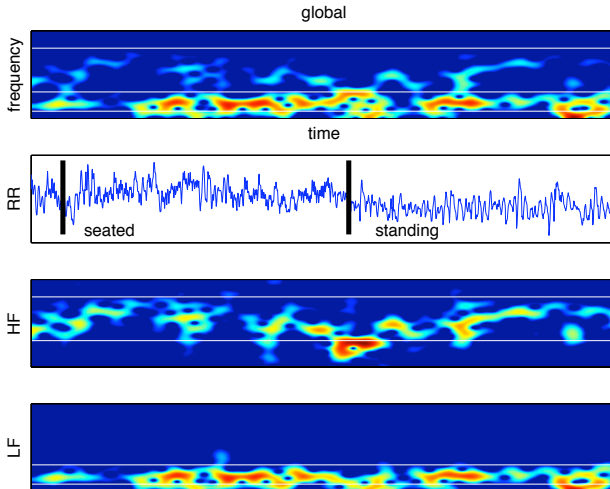 global
frequency
time
RR
seated
standing
HF
LF